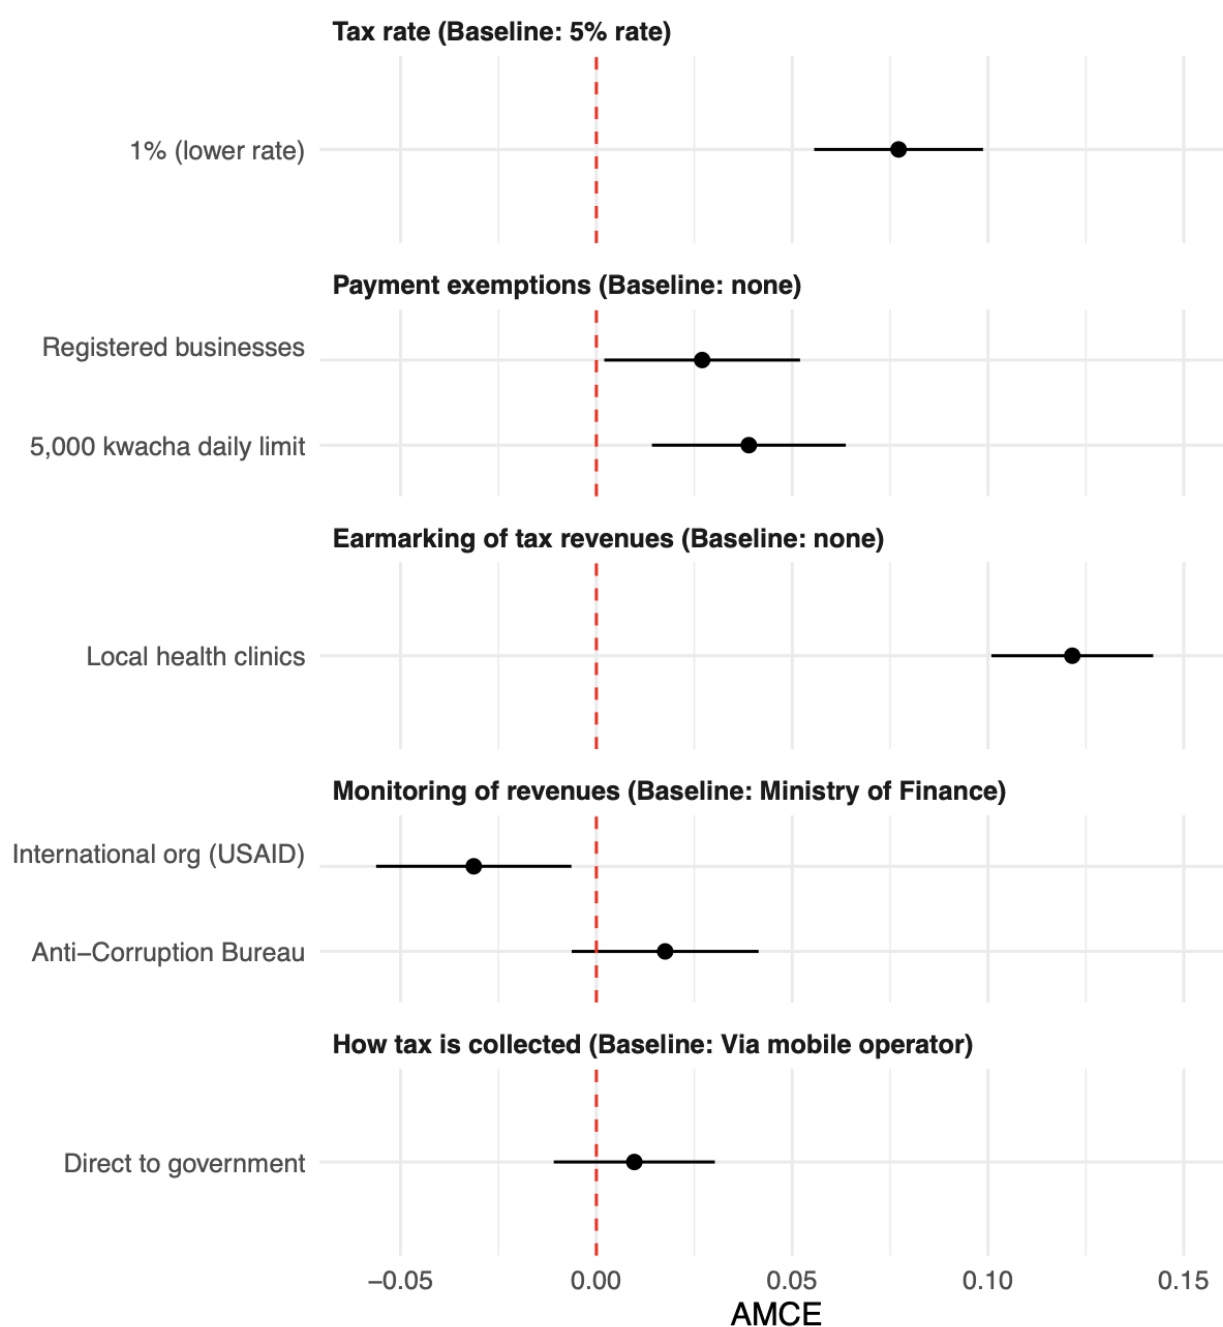 Tax rate (Baseline: 5% rate)
1% (lower rate)
Payment exemptions (Baseline: none)
Registered businesses
5,000 kwacha daily limit
Earmarking of tax revenues (Baseline: none)
Local health clinics
Monitoring of revenues (Baseline: Ministry of Finance)
International org (USAID)
Anti−Corruption Bureau
How tax is collected (Baseline: Via mobile operator)
Direct to government
−0.05 0.00 0.05 0.10 0.15
AMCE